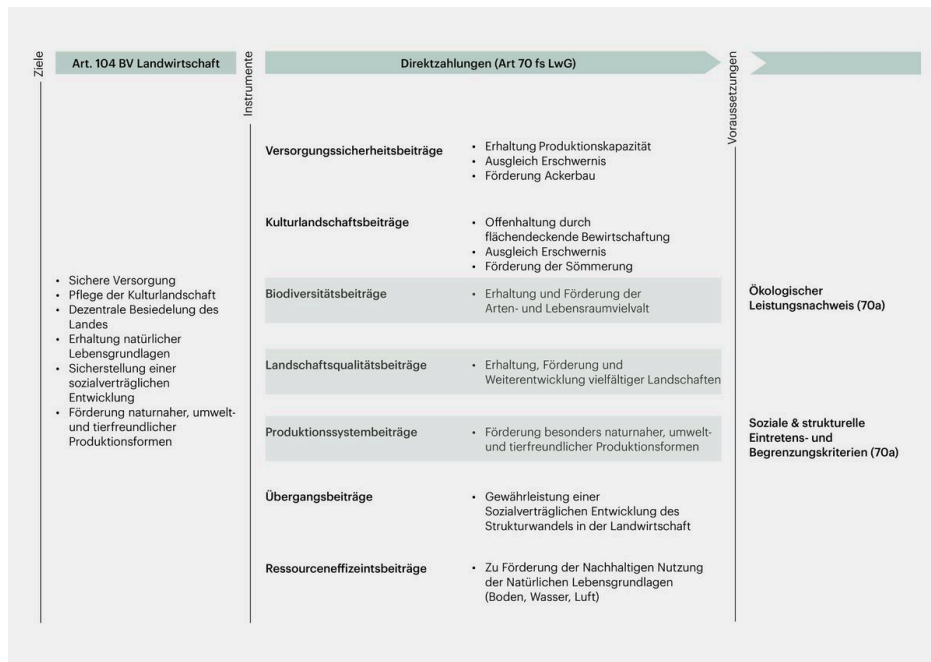 Ziele
Art. 104 BV Landwirtschaft
• Sichere Versorgung
• Pflege der Kulturlandschaft
• Dezentrale Besiedelung des
Landes
• Erhaltung natürlicher
Lebensgrundlagen
• Sicherstellung einer
sozialverträglichen
Entwicklung
• Förderung naturnaher, umwelt-
und tierfreundlicher
Produktionsformen
Instrumente
Direktzahlungen (Art 70 fs LwG)
Versorgungssicherheitsbeiträge
• Erhaltung Produktionskapazität
• Ausgleich Erschwernis
• Förderung Ackerbau
Kulturlandschaftsbeiträge
• Offenhaltung durch
flächendeckende Bewirtschaftung
• Ausgleich Erschwernis
• Förderung der Sömmerung
Biodiversitätsbeiträge
• Erhaltung und Förderung der
Arten- und Lebensraumvielvalt
Landschaftsqualitätsbeiträge
• Erhaltung, Förderung und
Weiterentwicklung vielfältiger Landschaften
Produktionssystembeiträge
• Förderung besonders naturnaher, umwelt-
und tierfreundlicher Produktionsformen
Übergangsbeiträge
• Gewährleistung einer
Sozialverträglichen Entwicklung des
Strukturwandels in der Landwirtschaft
Ressourceneffizeintsbeiträge
• Zu Förderung der Nachhaltigen Nutzung
der Natürlichen Lebensgrundlagen
(Boden, Wasser, Luft)
Voraussetzungen
Ökologischer
Leistungsnachweis (70a)
Soziale & strukturelle
Eintretens- und
Begrenzungskriterien (70a)